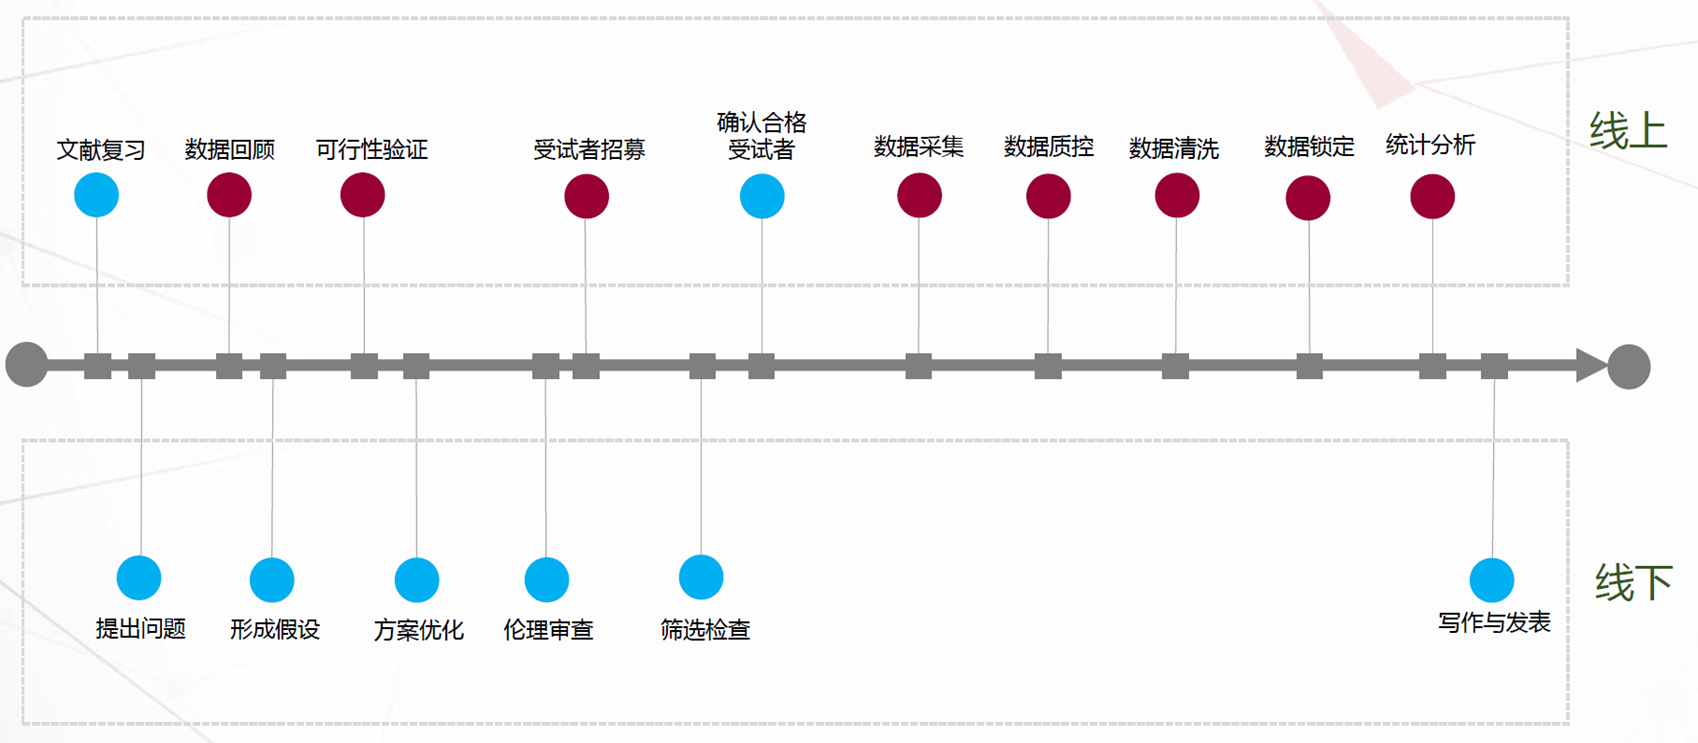 文献复习
数据回顾
可行性验证
受试者招募
确认合格
受试者
数据采集
数据质控
数据清洗
数据锁定
统计分析
线上
提出问题
形成假设
方案优化
伦理审查
筛选检查
写作与发表
线下